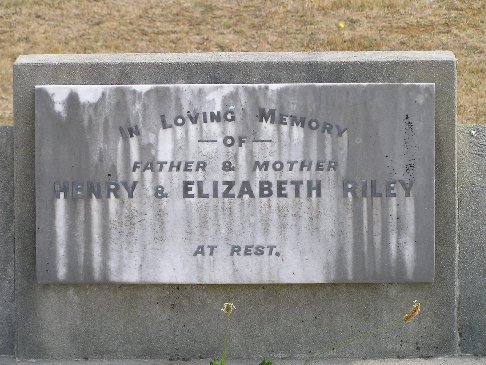 In Loving Memory
— OF —
FATHER & MOTHER
HENRY & ELIZABETH RILEY
AT REST.